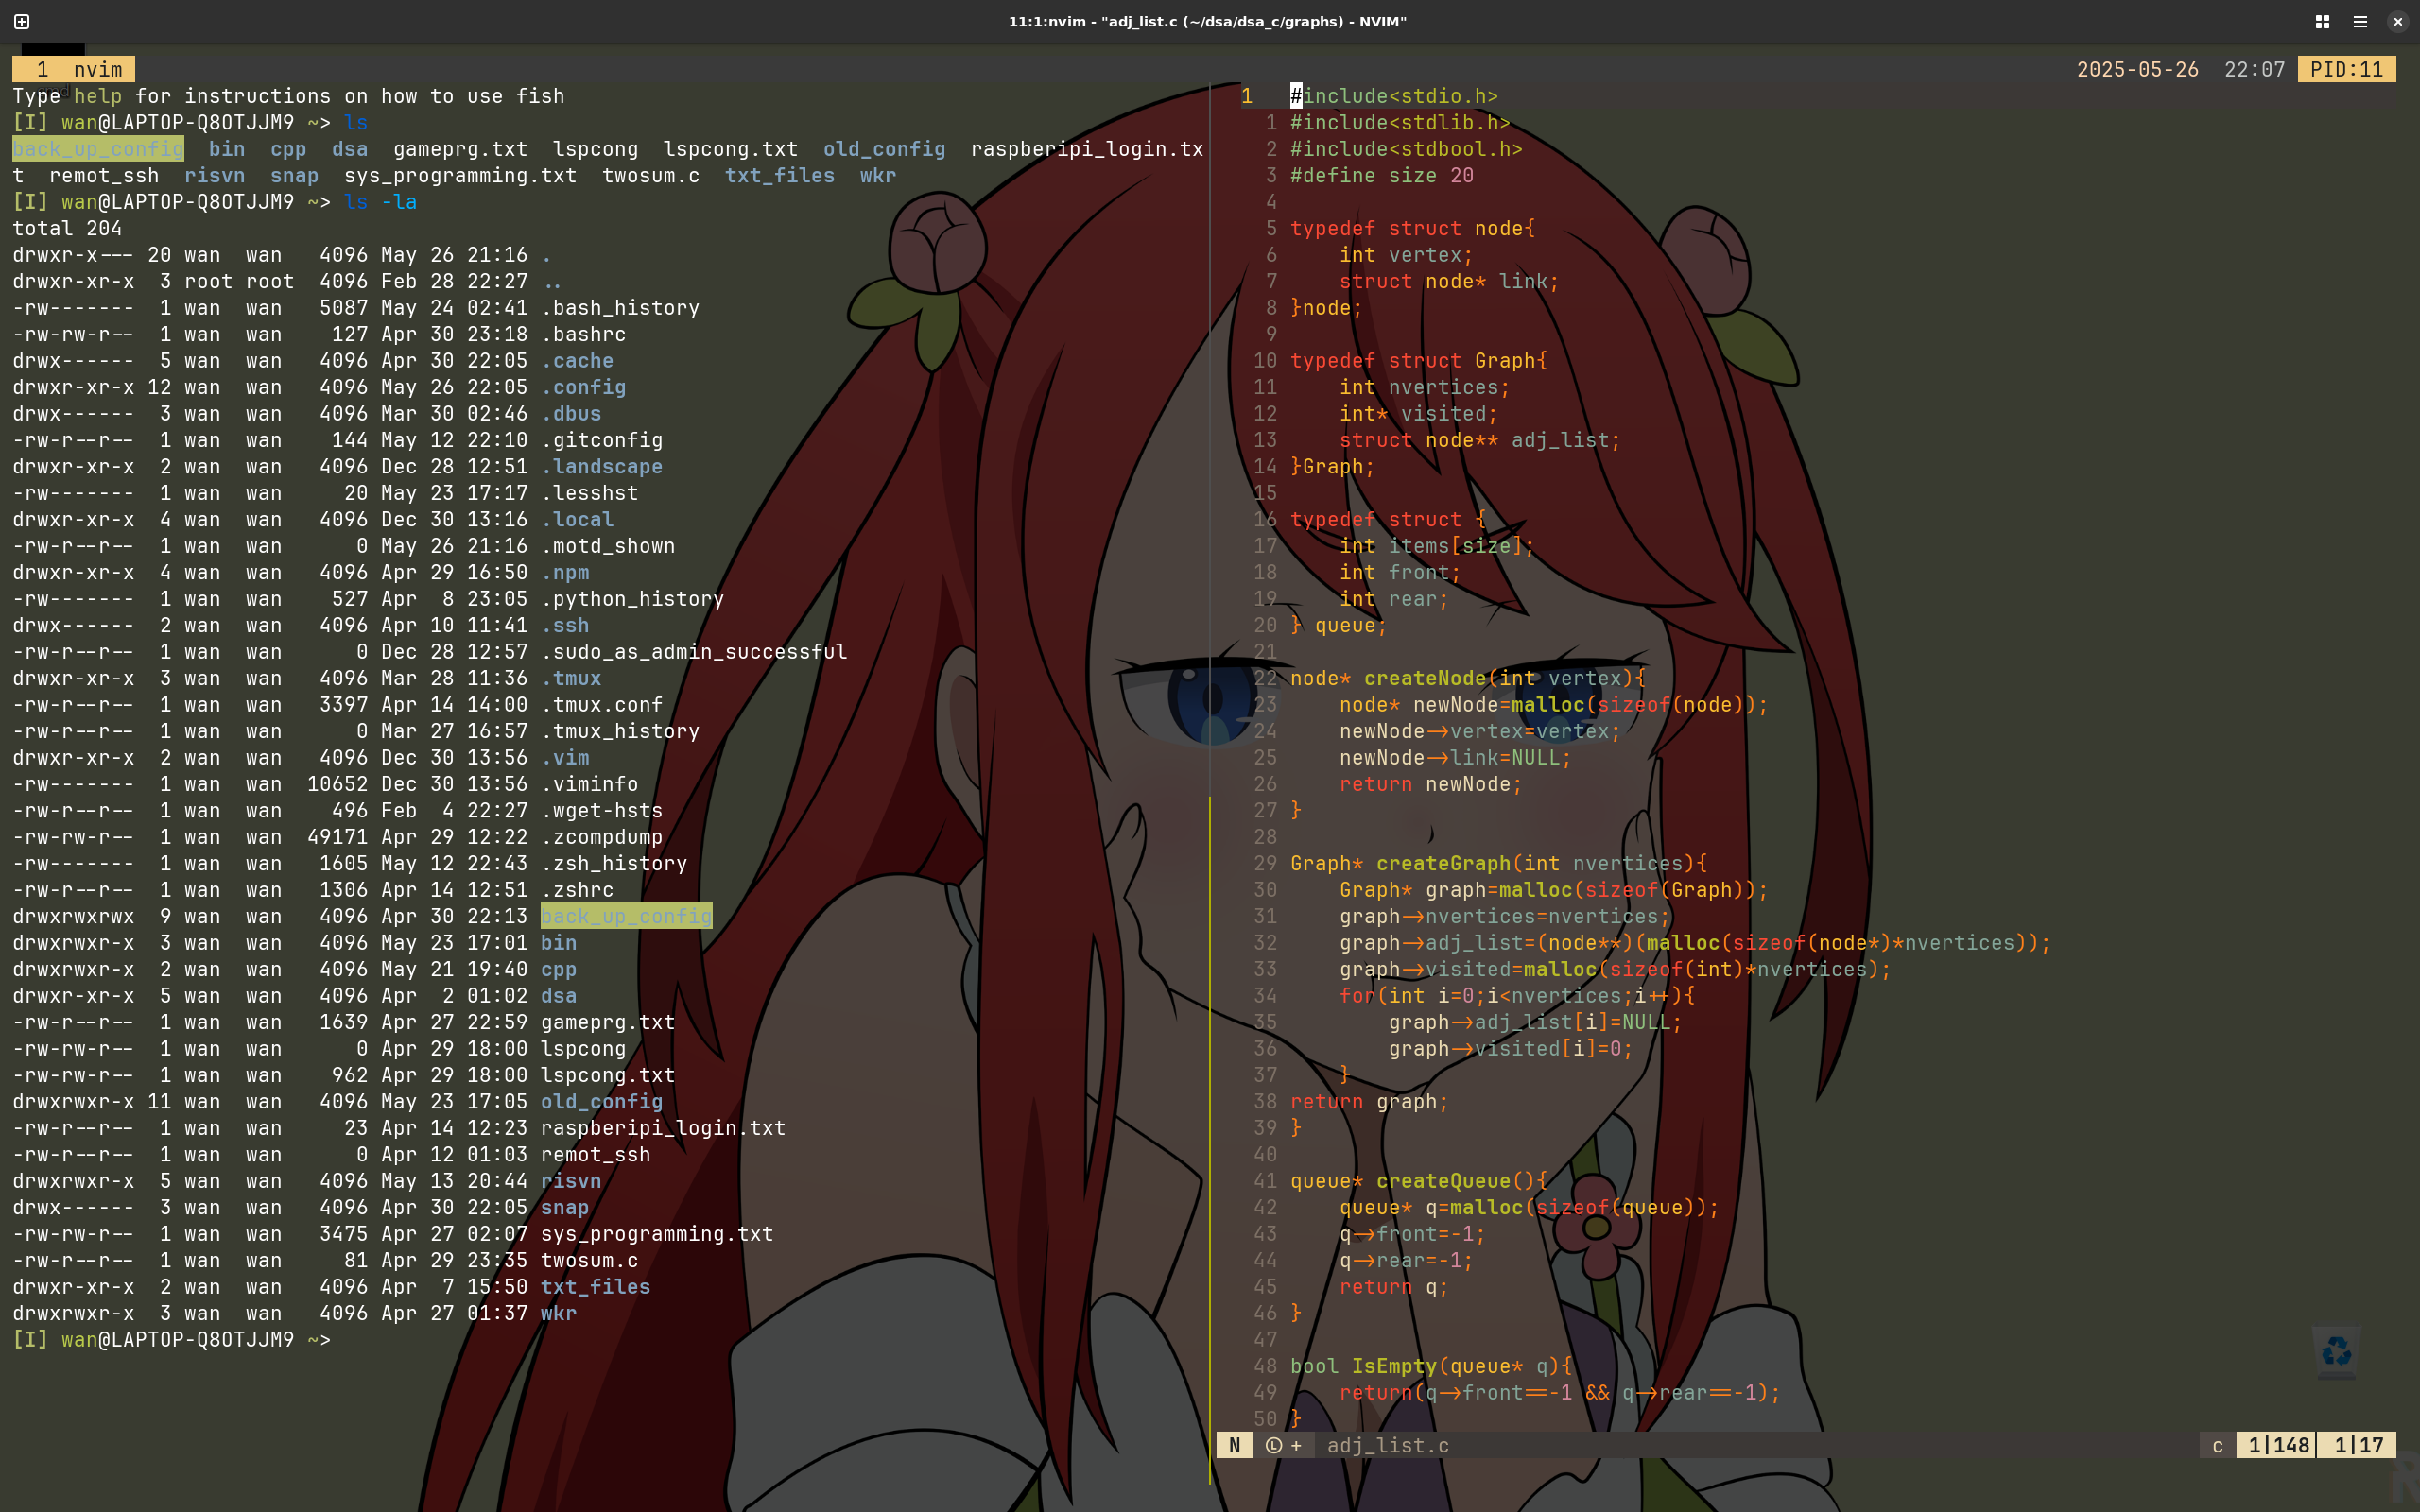 11:1:nvim - "adj_list.c (~/dsa/dsa_c/graphs) - NVIM"
1 nvim
2025-05-26 22:07 PID:11
Type help for instructions on how to use fish
[I] wan@LAPTOP-Q8OTJJM9 ~> ls
back_up_config bin cpp dsa gameprg.txt lspcong lspcong.txt old_config raspberipi_login.tx
t remot_ssh risvn snap sys_programming.txt twosum.c txt_files wkr
[I] wan@LAPTOP-Q8OTJJM9 ~> ls -la
total 204
drwxr-x--- 20 wan wan 4096 May 26 21:16 .
drwxr-xr-x 3 root root 4096 Feb 28 22:27 ..
-rw------- 1 wan wan 5087 May 24 02:41 .bash_history
-rw-rw-r-- 1 wan wan 127 Apr 30 23:18 .bashrc
drwx------ 5 wan wan 4096 Apr 30 22:05 .cache
drwxr-xr-x 12 wan wan 4096 May 26 22:05 .config
drwx------ 3 wan wan 4096 Mar 30 02:46 .dbus
-rw-r--r-- 1 wan wan 144 May 12 22:10 .gitconfig
drwxr-xr-x 2 wan wan 4096 Dec 28 12:51 .landscape
-rw------- 1 wan wan 20 May 23 17:17 .lesshst
drwxr-xr-x 4 wan wan 4096 Dec 30 13:16 .local
-rw-r--r-- 1 wan wan 0 May 26 21:16 .motd_shown
drwxr-xr-x 4 wan wan 4096 Apr 29 16:50 .npm
-rw------- 1 wan wan 527 Apr 8 23:05 .python_history
drwx------ 2 wan wan 4096 Apr 10 11:41 .ssh
-rw-r--r-- 1 wan wan 0 Dec 28 12:57 .sudo_as_admin_successful
drwxr-xr-x 3 wan wan 4096 Mar 28 11:36 .tmux
-rw-r--r-- 1 wan wan 3397 Apr 14 14:00 .tmux.conf
-rw-r--r-- 1 wan wan 0 Mar 27 16:57 .tmux_history
drwxr-xr-x 2 wan wan 4096 Dec 30 13:56 .vim
-rw------- 1 wan wan 10652 Dec 30 13:56 .viminfo
-rw-r--r-- 1 wan wan 496 Feb 4 22:27 .wget-hsts
-rw-rw-r-- 1 wan wan 49171 Apr 29 12:22 .zcompdump
-rw------- 1 wan wan 1605 May 12 22:43 .zsh_history
-rw-r--r-- 1 wan wan 1306 Apr 14 12:51 .zshrc
drwxrwxrwx 9 wan wan 4096 Apr 30 22:13 back_up_config
drwxrwxr-x 3 wan wan 4096 May 23 17:01 bin
drwxrwxr-x 2 wan wan 4096 May 21 19:40 cpp
drwxr-xr-x 5 wan wan 4096 Apr 2 01:02 dsa
-rw-r--r-- 1 wan wan 1639 Apr 27 22:59 gameprg.txt
-rw-rw-r-- 1 wan wan 0 Apr 29 18:00 lspcong
-rw-rw-r-- 1 wan wan 962 Apr 29 18:00 lspcong.txt
drwxrwxr-x 11 wan wan 4096 May 23 17:05 old_config
-rw-r--r-- 1 wan wan 23 Apr 14 12:23 raspberipi_login.txt
-rw-r--r-- 1 wan wan 0 Apr 12 01:03 remot_ssh
drwxrwxr-x 5 wan wan 4096 May 13 20:44 risvn
drwx------ 3 wan wan 4096 Apr 30 22:05 snap
-rw-rw-r-- 1 wan wan 3475 Apr 27 02:07 sys_programming.txt
-rw-r--r-- 1 wan wan 81 Apr 29 23:35 twosum.c
drwxr-xr-x 2 wan wan 4096 Apr 7 15:50 txt_files
drwxrwxr-x 3 wan wan 4096 Apr 27 01:37 wkr
[I] wan@LAPTOP-Q8OTJJM9 ~>
1 #include<stdio.h>
1 #include<stdlib.h>
2 #include<stdbool.h>
3 #define size 20
4
5 typedef struct node{
6 int vertex;
7 struct node* link;
8 }node;
9
10 typedef struct Graph{
11 int nvertices;
12 int* visited;
13 struct node** adj_list;
14 }Graph;
15
16 typedef struct {
17 int items[size];
18 int front;
19 int rear;
20 } queue;
21
22 node* createNode(int vertex){
23 node* newNode=malloc(sizeof(node));
24 newNode->vertex=vertex;
25 newNode->link=NULL;
26 return newNode;
27 }
28
29 Graph* createGraph(int nvertices){
30 Graph* graph=malloc(sizeof(Graph));
31 graph->nvertices=nvertices;
32 graph->adj_list=(node**)(malloc(sizeof(node*)*nvertices));
33 graph->visited=malloc(sizeof(int)*nvertices);
34 for(int i=0;i<nvertices;i++){
35 graph->adj_list[i]=NULL;
36 graph->visited[i]=0;
37 }
38 return graph;
39 }
40
41 queue* createQueue(){
42 queue* q=malloc(sizeof(queue));
43 q->front=-1;
44 q->rear=-1;
45 return q;
46 }
47
48 bool IsEmpty(queue* q){
49 return(q->front==-1 && q->rear==-1);
50 }
N Ⓛ + adj_list.c c 1|148 1|17